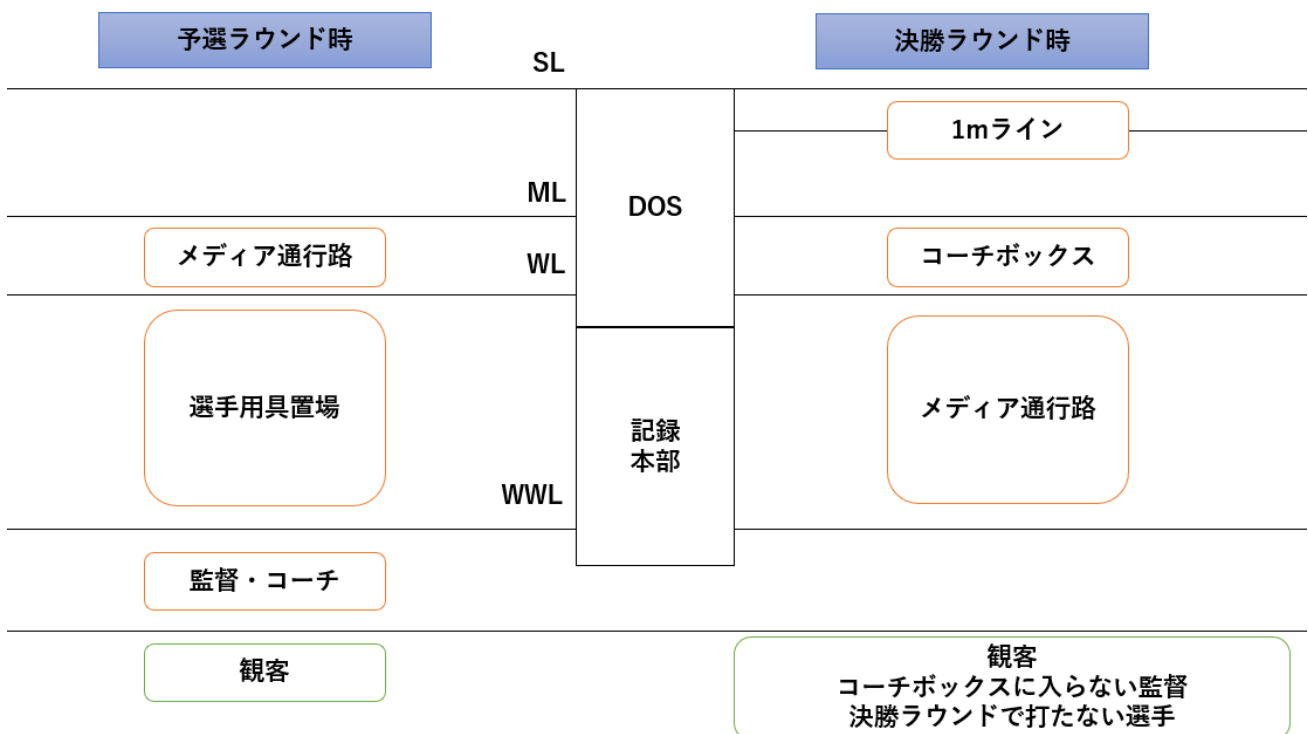 予選ラウンド時
決勝ラウンド時
SL
1mライン
ML
DOS
メディア通行路
WL
コーチボックス
選手用具置場
メディア通行路
記録
本部
WWL
監督・コーチ
観客
観客
コーチボックスに入らない監督
決勝ラウンドで打たない選手